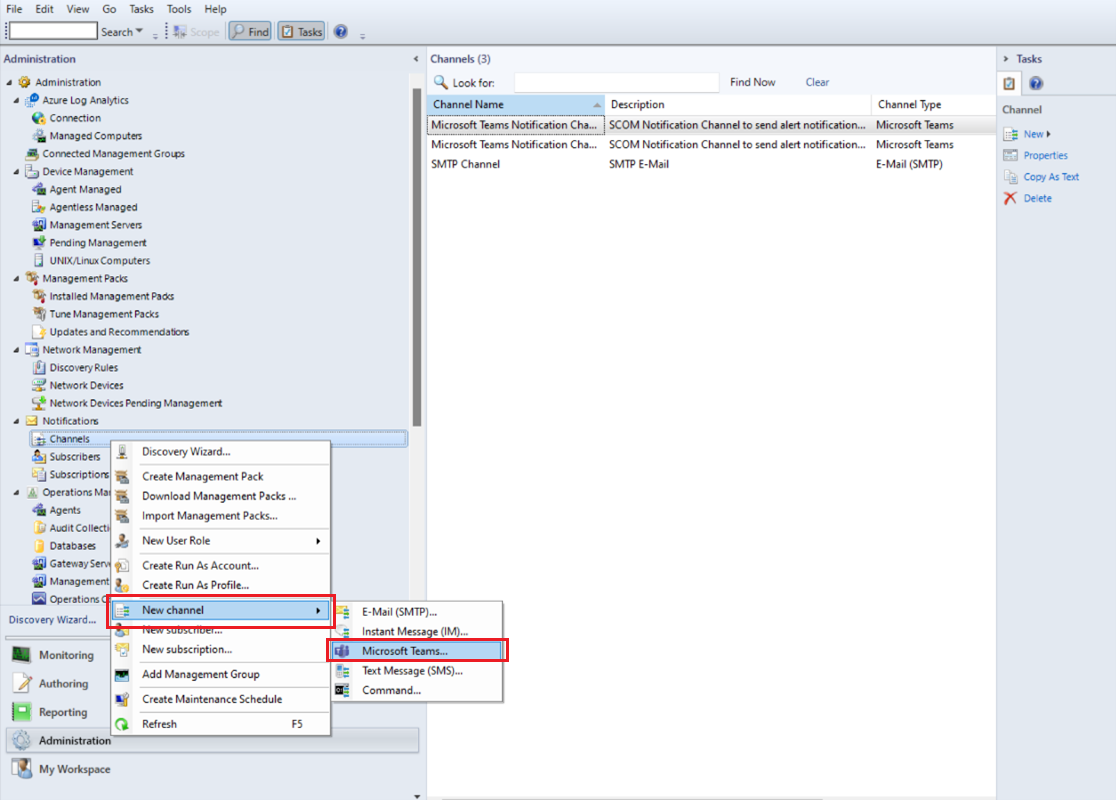 File Edit View Go Tasks Tools Help
Search Scope Find Tasks
Administration
Administration
Azure Log Analytics
Connection
Managed Computers
Connected Management Groups
Device Management
Agent Managed
Agentless Managed
Management Servers
Pending Management
UNIX/Linux Computers
Management Packs
Installed Management Packs
Tune Management Packs
Updates and Recommendations
Network Management
Discovery Rules
Network Devices
Network Devices Pending Management
Notifications
Channels
Subscribers
Subscriptions
Operations Ma
Agents
Audit Collecti
Databases
Gateway Serv
Management
Operations C
Discovery Wizard...
Monitoring
Authoring
Reporting
Administration
My Workspace
Discovery Wizard...
Create Management Pack
Download Management Packs ...
Import Management Packs...
New User Role
Create Run As Account...
Create Run As Profile...
New channel
New subscriber...
New subscription...
Add Management Group
Create Maintenance Schedule
Refresh F5
E-Mail (SMTP)...
Instant Message (IM)...
Microsoft Teams...
Text Message (SMS)...
Command...
Channels (3)
Look for: Find Now Clear
Channel Name Description Channel Type
Microsoft Teams Notification Cha... SCOM Notification Channel to send alert notification... Microsoft Teams
Microsoft Teams Notification Cha... SCOM Notification Channel to send alert notification... Microsoft Teams
SMTP Channel SMTP E-Mail E-Mail (SMTP)
Tasks
Channel
New
Properties
Copy As Text
Delete